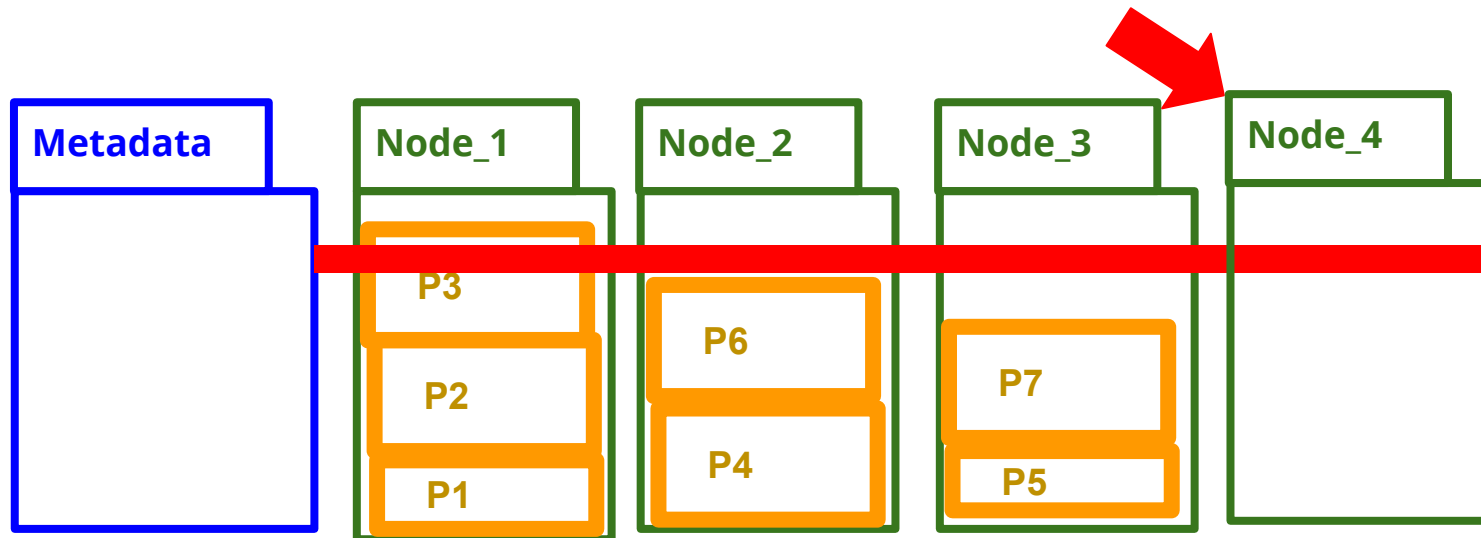 Metadata
Node_1
Node_2
Node_3
Node_4
P3
P2
P1
P6
P4
P7
P5